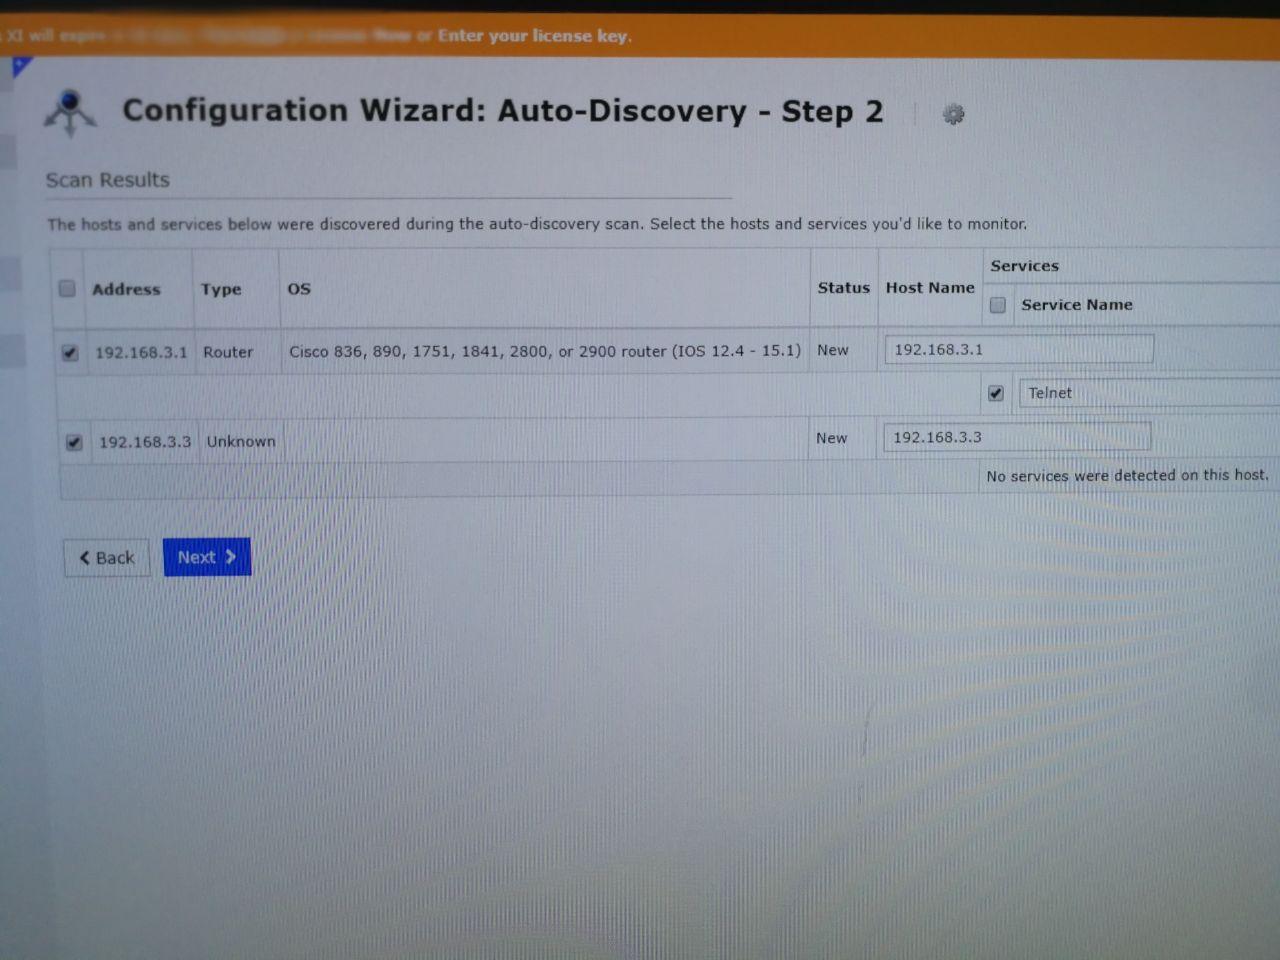 XI will expire or Enter your license key.
Configuration Wizard: Auto-Discovery - Step 2
Scan Results
The hosts and services below were discovered during the auto-discovery scan. Select the hosts and services you'd like to monitor.
Address Type OS Status Host Name Services
Service Name
192.168.3.1 Router Cisco 836, 890, 1751, 1841, 2800, or 2900 router (IOS 12.4 - 15.1) New 192.168.3.1
Telnet
192.168.3.3 Unknown New 192.168.3.3
No services were detected on this host.
Back Next